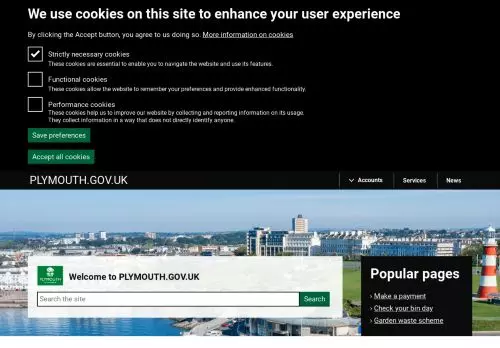 We use cookies on this site to enhance your user experience
By clicking the Accept button, you agree to us doing so. More information on cookies
Strictly necessary cookies
These cookies are essential to enable you to navigate the website and use its features.
Functional cookies
These cookies allow the website to remember your preferences and provide enhanced functionality.
Performance cookies
These cookies help us to improve our website by collecting and reporting information on its usage.
They collect information in a way that does not directly identify anyone.
Save preferences
Accept all cookies
PLYMOUTH.GOV.UK
Accounts
Services
News
PLYMOUTH
Welcome to PLYMOUTH.GOV.UK
Search the site
Search
Popular pages
› Make a payment
› Check your bin day
› Garden waste scheme